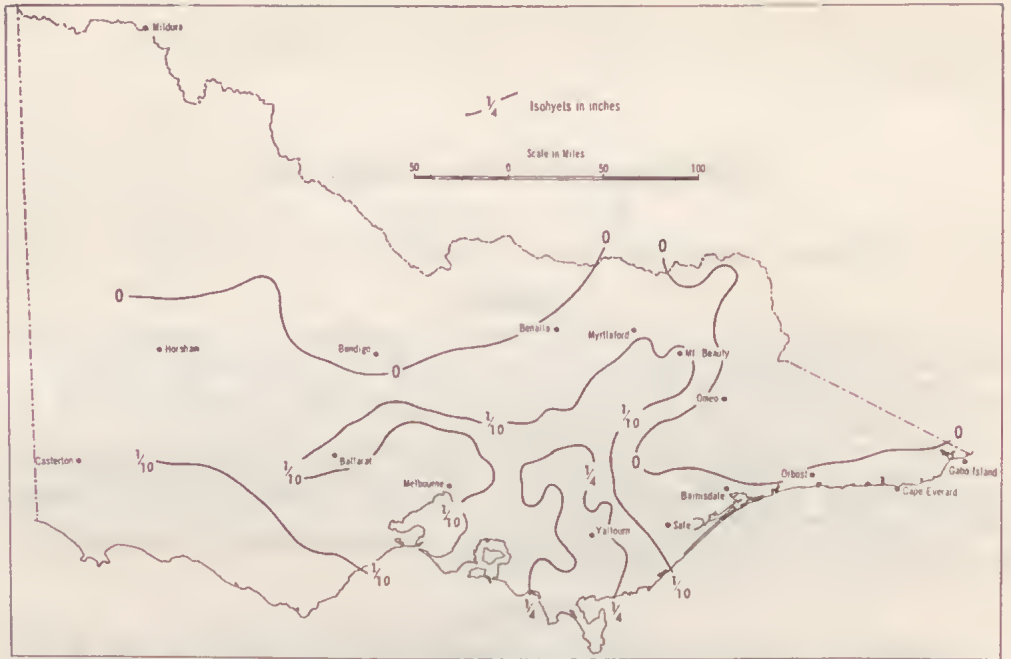 Mildura
1/4 Isohyets in inches
Scale in Miles
50 0 50 100
0 0
0
Benalla Myrtleford
Horsham Bendigo Mt Beauty
0
Omeo
1/10 1/10
0
1/10 1/10 Ballarat 1/4 0 Orbost Gabo Island
Casterton
Melbourne Bairnsdale Cape Everard
1/10
Sale
Yallourn
1/10 1/10
1/4 1/4